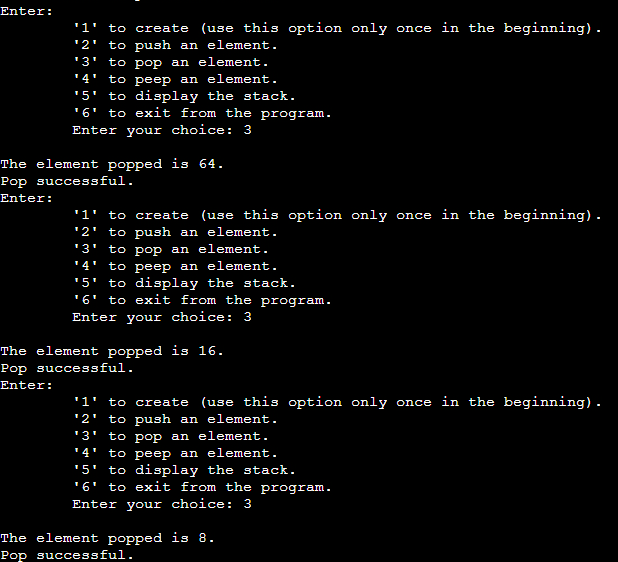 Enter:
'1' to create (use this option only once in the beginning).
'2' to push an element.
'3' to pop an element.
'4' to peep an element.
'5' to display the stack.
'6' to exit from the program.
Enter your choice: 3
The element popped is 64.
Pop successful.
Enter:
'1' to create (use this option only once in the beginning).
'2' to push an element.
'3' to pop an element.
'4' to peep an element.
'5' to display the stack.
'6' to exit from the program.
Enter your choice: 3
The element popped is 16.
Pop successful.
Enter:
'1' to create (use this option only once in the beginning).
'2' to push an element.
'3' to pop an element.
'4' to peep an element.
'5' to display the stack.
'6' to exit from the program.
Enter your choice: 3
The element popped is 8.
Pop successful.